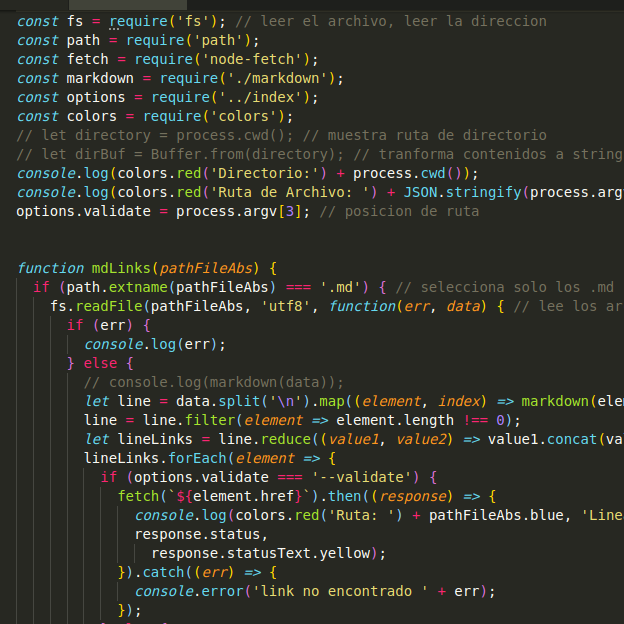 const fs = require('fs'); // leer el archivo, leer la direccion
const path = require('path');
const fetch = require('node-fetch');
const markdown = require('./markdown');
const options = require('../index');
const colors = require('colors');
// let directory = process.cwd(); // muestra ruta de directorio
// let dirBuf = Buffer.from(directory); // tranforma contenidos a string
console.log(colors.red('Directorio:') + process.cwd());
console.log(colors.red('Ruta de Archivo: ') + JSON.stringify(process.arg
options.validate = process.argv[3]; // posicion de ruta
function mdLinks(pathFileAbs) {
if (path.extname(pathFileAbs) === '.md') { // selecciona solo los .md
fs.readFile(pathFileAbs, 'utf8', function(err, data) { // lee los ar
if (err) {
console.log(err);
} else {
// console.log(markdown(data));
let line = data.split('\n').map((element, index) => markdown(ele
line = line.filter(element => element.length !== 0);
let lineLinks = line.reduce((value1, value2) => value1.concat(va
lineLinks.forEach(element => {
if (options.validate === '--validate') {
fetch(`${element.href}`).then((response) => {
console.log(colors.red('Ruta: ') + pathFileAbs.blue, 'Line
response.status,
response.statusText.yellow);
}).catch((err) => {
console.error('link no encontrado ' + err);
});